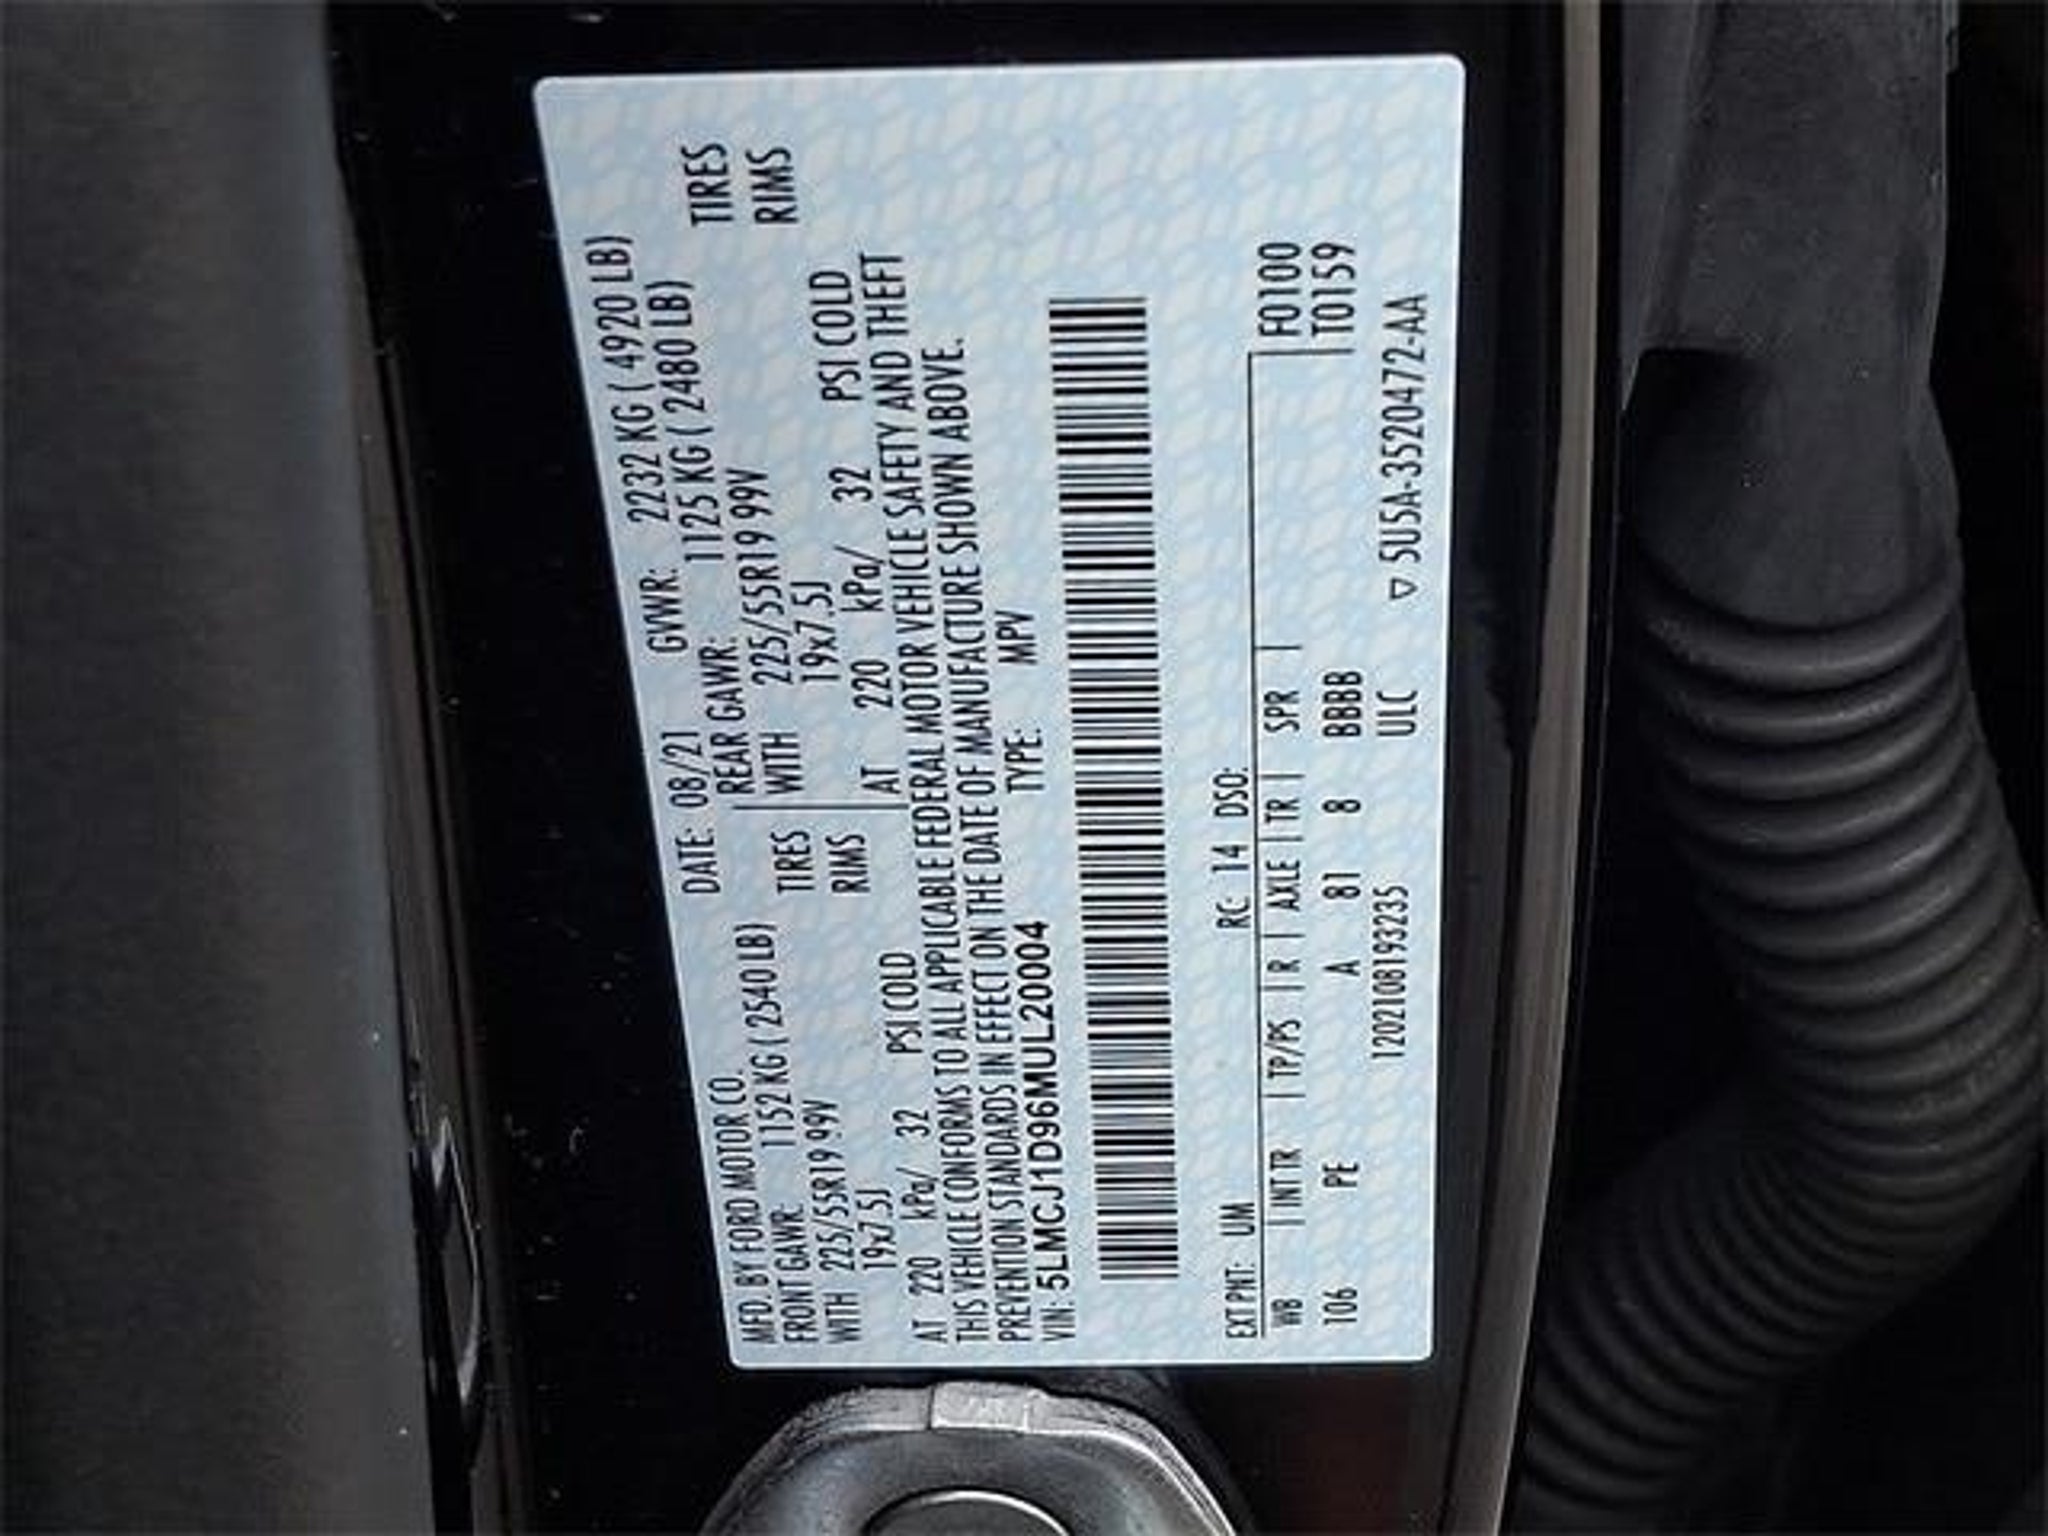 MFD. BY FORD MOTOR CO.
DATE: 08/21 GVWR: 2232 KG ( 4920 LB)
FRONT GAWR: 1152 KG ( 2540 LB) REAR GAWR: 1125 KG ( 2480 LB)
WITH 225/55R19 99V TIRES WITH 225/55R19 99V TIRES
19x7.5J RIMS 19x7.5J RIMS
AT 220 kPa/ 32 PSI COLD AT 220 kPa/ 32 PSI COLD
THIS VEHICLE CONFORMS TO ALL APPLICABLE FEDERAL MOTOR VEHICLE SAFETY AND THEFT
PREVENTION STANDARDS IN EFFECT ON THE DATE OF MANUFACTURE SHOWN ABOVE.
VIN: 5LMCJ1D96MUL20004 TYPE: MPV
EXT PNT: UM RC: 14 DSO: F0100
WB INT TR TP/PS R AXLE TR SPR T0159
106 PE A 81 8 BBBB
1202108193235 ULC ▽ 5U5A-3520472-AA